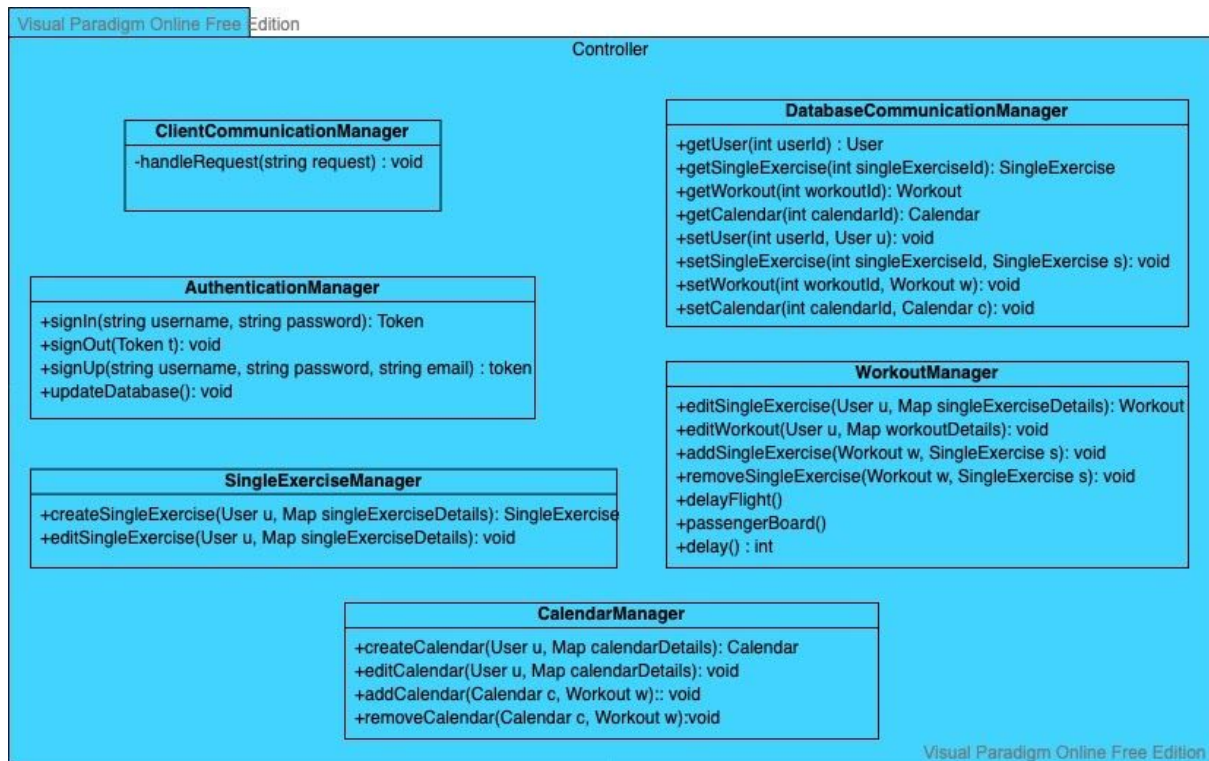 Visual Paradigm Online Free Edition
Controller
ClientCommunicationManager
-handleRequest(string request) : void
DatabaseCommunicationManager
+getUser(int userId) : User
+getSingleExercise(int singleExerciseId): SingleExercise
+getWorkout(int workoutId): Workout
+getCalendar(int calendarId): Calendar
+setUser(int userId, User u): void
+setSingleExercise(int singleExerciseId, SingleExercise s): void
+setWorkout(int workoutId, Workout w): void
+setCalendar(int calendarId, Calendar c): void
AuthenticationManager
+signIn(string username, string password): Token
+signOut(Token t): void
+signUp(string username, string password, string email) : token
+updateDatabase(): void
WorkoutManager
+editSingleExercise(User u, Map singleExerciseDetails): Workout
+editWorkout(User u, Map workoutDetails): void
+addSingleExercise(Workout w, SingleExercise s): void
+removeSingleExercise(Workout w, SingleExercise s): void
+delayFlight()
+passengerBoard()
+delay() : int
SingleExerciseManager
+createSingleExercise(User u, Map singleExerciseDetails): SingleExercise
+editSingleExercise(User u, Map singleExerciseDetails): void
CalendarManager
+createCalendar(User u, Map calendarDetails): Calendar
+editCalendar(User u, Map calendarDetails): void
+addCalendar(Calendar c, Workout w):: void
+removeCalendar(Calendar c, Workout w):void
Visual Paradigm Online Free Edition